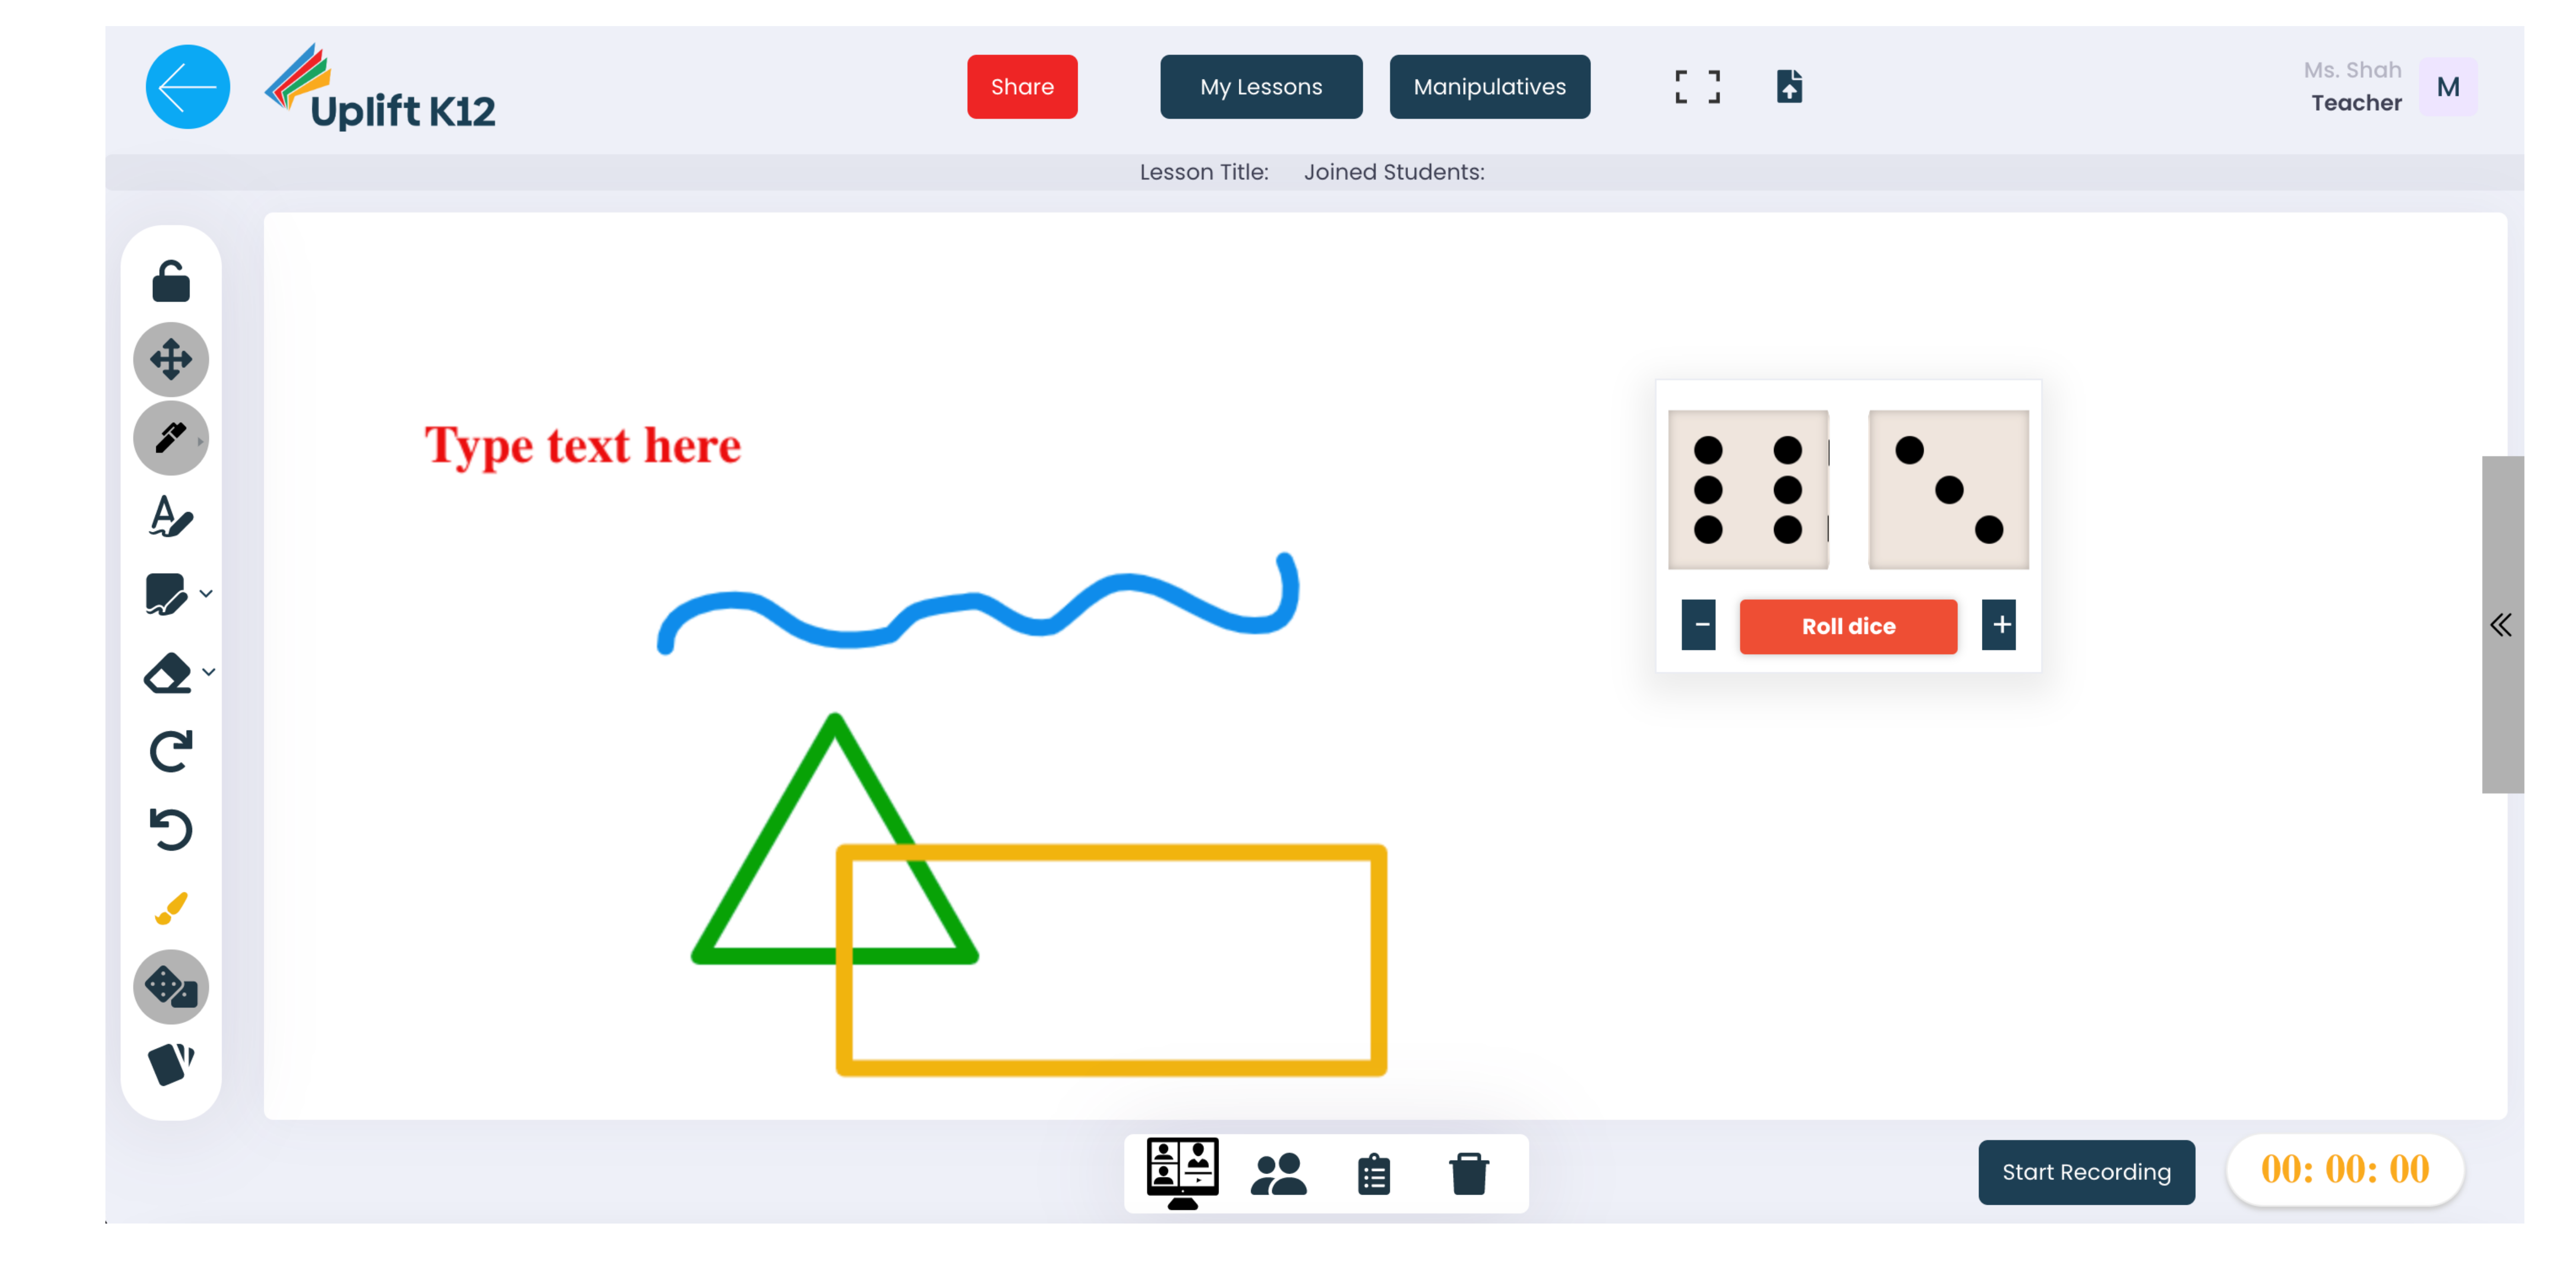 Uplift K12
Share
My Lessons
Manipulatives
Ms. Shah
Teacher
M
Lesson Title: Joined Students:
Type text here
- Roll dice +
Start Recording
00: 00: 00